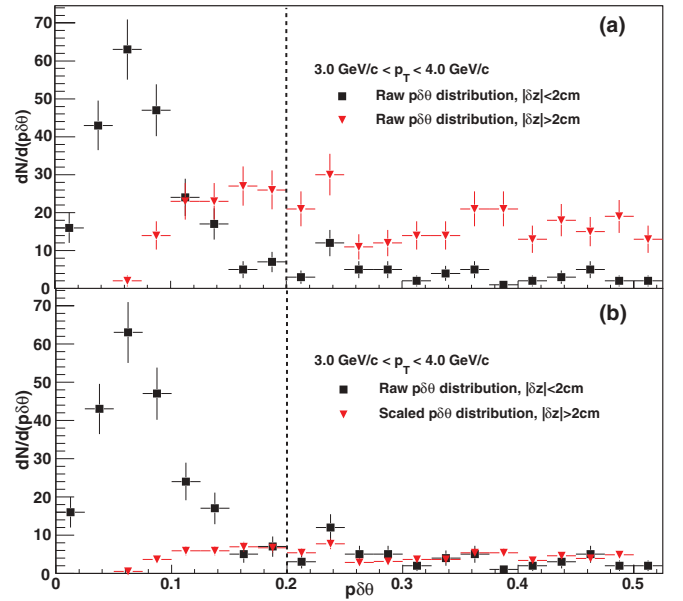 (a)
3.0 GeV/c < pT < 4.0 GeV/c
Raw pδθ distribution, |δz|<2cm
Raw pδθ distribution, |δz|>2cm
dN/d(pδθ)
70
60
50
40
30
20
10
0
(b)
3.0 GeV/c < pT < 4.0 GeV/c
Raw pδθ distribution, |δz|<2cm
Scaled pδθ distribution, |δz|>2cm
dN/d(pδθ)
70
60
50
40
30
20
10
0
0 0.1 0.2 0.3 0.4 0.5
pδθ